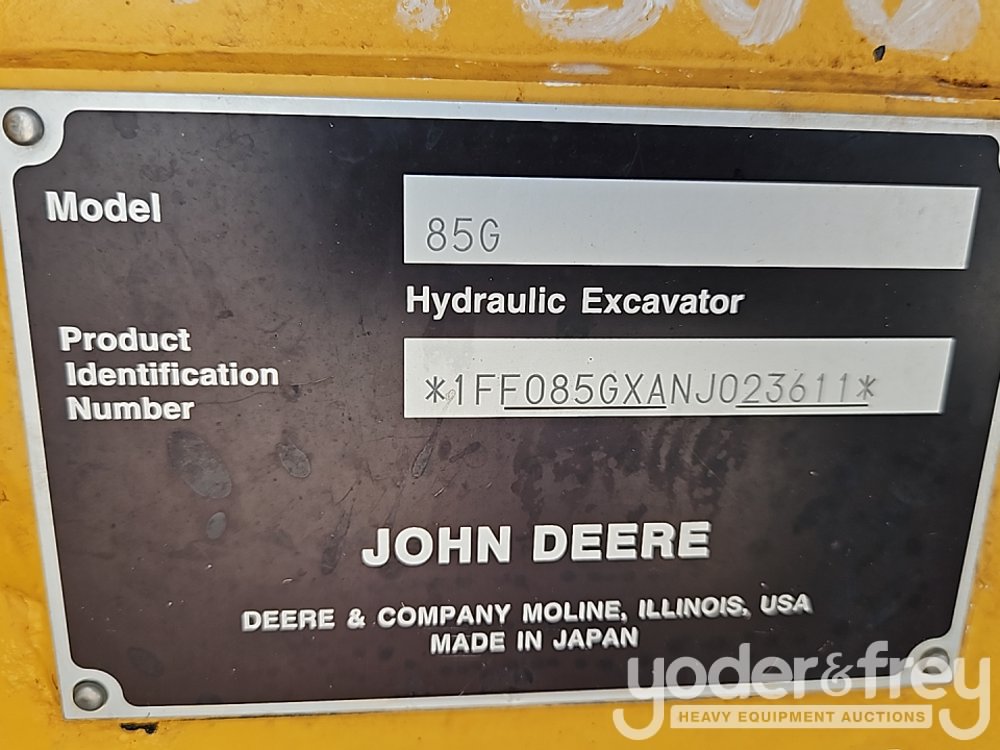 Model
85G
Hydraulic Excavator
Product
Identification
Number
*1FF085GXANJ023611*
JOHN DEERE
DEERE & COMPANY MOLINE, ILLINOIS, USA
MADE IN JAPAN
yoder&frey
HEAVY EQUIPMENT AUCTIONS